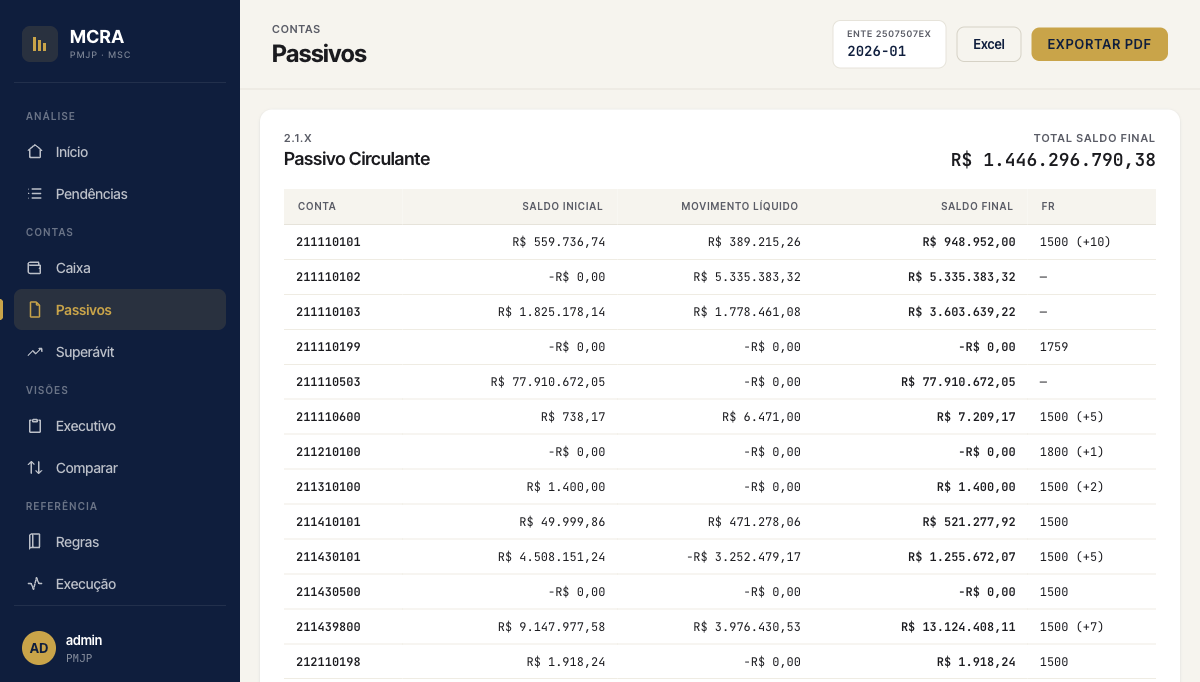 MCRA
PMJP · MSC
ANÁLISE
Início
Pendências
CONTAS
Caixa
Passivos
Superávit
VISÕES
Executivo
Comparar
REFERÊNCIA
Regras
Execução
AD
admin
PMJP
CONTAS
Passivos
ENTE 2507507EX
2026-01
Excel
EXPORTAR PDF
2.1.X
Passivo Circulante
TOTAL SALDO FINAL
R$ 1.446.296.790,38
CONTA SALDO INICIAL MOVIMENTO LÍQUIDO SALDO FINAL FR
211110101 R$ 559.736,74 R$ 389.215,26 R$ 948.952,00 1500 (+10)
211110102 -R$ 0,00 R$ 5.335.383,32 R$ 5.335.383,32 —
211110103 R$ 1.825.178,14 R$ 1.778.461,08 R$ 3.603.639,22 —
211110199 -R$ 0,00 -R$ 0,00 -R$ 0,00 1759
211110503 R$ 77.910.672,05 -R$ 0,00 R$ 77.910.672,05 —
211110600 R$ 738,17 R$ 6.471,00 R$ 7.209,17 1500 (+5)
211210100 -R$ 0,00 -R$ 0,00 -R$ 0,00 1800 (+1)
211310100 R$ 1.400,00 -R$ 0,00 R$ 1.400,00 1500 (+2)
211410101 R$ 49.999,86 R$ 471.278,06 R$ 521.277,92 1500
211430101 R$ 4.508.151,24 -R$ 3.252.479,17 R$ 1.255.672,07 1500 (+5)
211430500 -R$ 0,00 -R$ 0,00 -R$ 0,00 1500
211439800 R$ 9.147.977,58 R$ 3.976.430,53 R$ 13.124.408,11 1500 (+7)
212110198 R$ 1.918,24 -R$ 0,00 R$ 1.918,24 1500